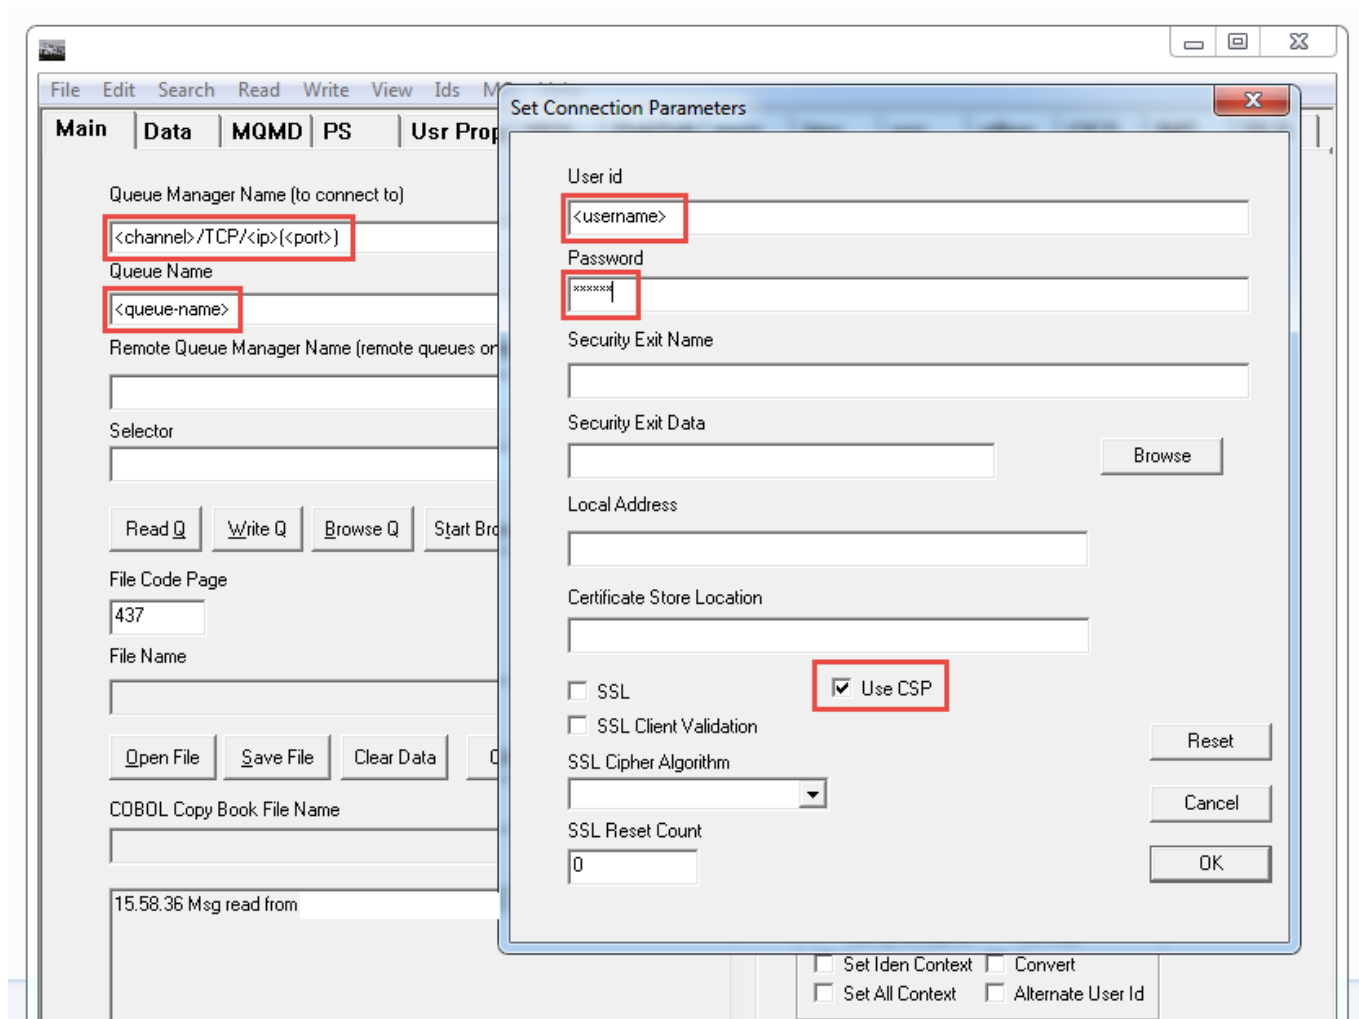 File Edit Search Read Write View Ids
Main Data MQMD PS Usr Prop
Queue Manager Name (to connect to)
<channel>/TCP/<ip>(<port>)
Queue Name
<queue-name>
Remote Queue Manager Name (remote queues
Selector
Read Q Write Q Browse Q Start
File Code Page
437
File Name
Open File Save File Clear Data
COBOL Copy Book File Name
15.58.36 Msg read from
Set Connection Parameters
User id
<username>
Password
******
Security Exit Name
Security Exit Data
Browse
Local Address
Certificate Store Location
SSL
Use CSP
SSL Client Validation
SSL Cipher Algorithm
SSL Reset Count
0
Reset
Cancel
OK
Set Iden Context Convert
Set All Context Alternate User Id